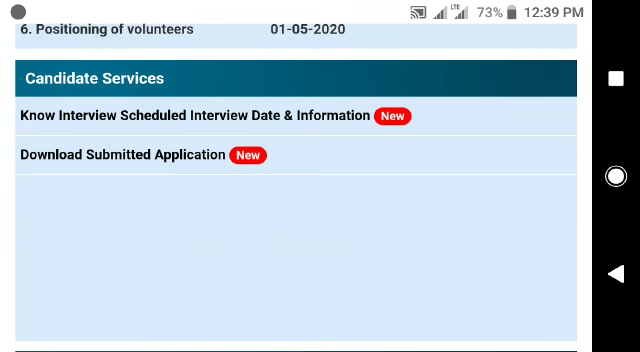 LTE 73% 12:39 PM
6. Positioning of volunteers 01-05-2020
Candidate Services
Know Interview Scheduled Interview Date & Information New
Download Submitted Application New